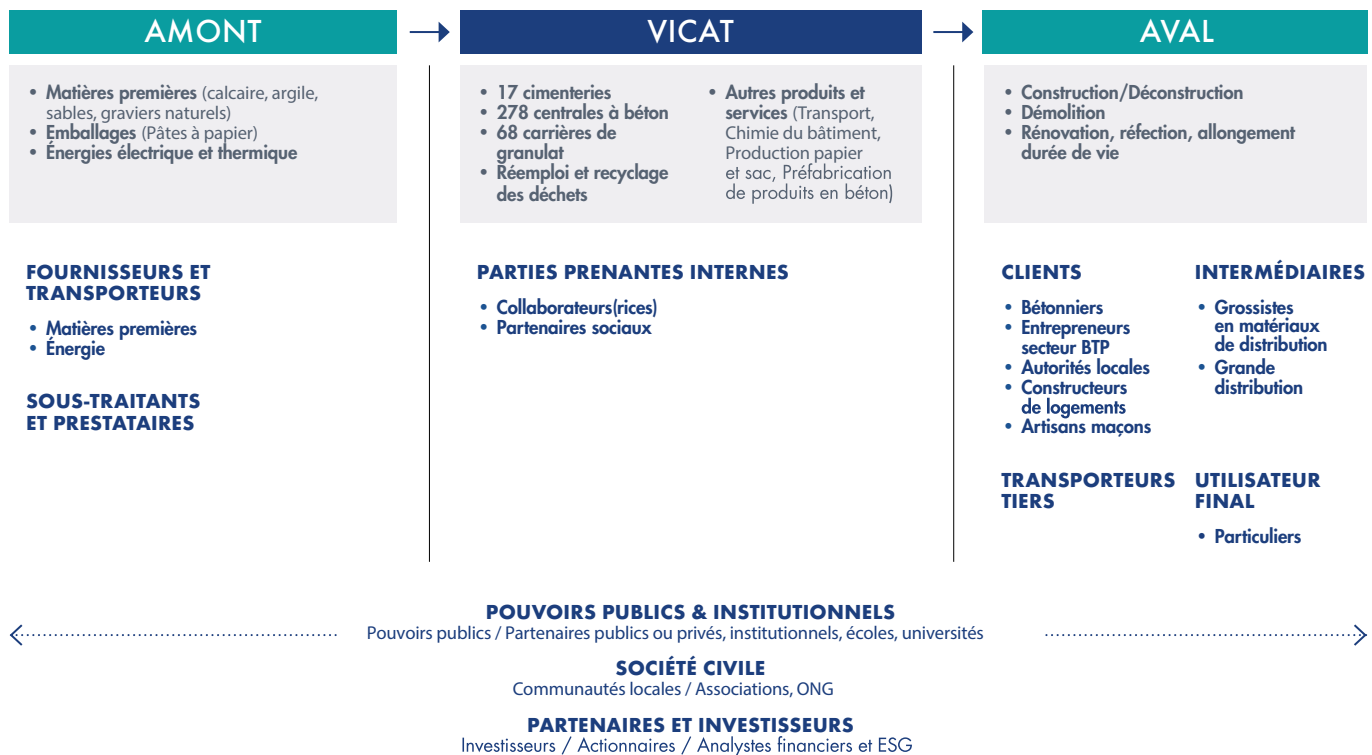 AMONT
VICAT
AVAL
• Matières premières (calcaire, argile,
sables, graviers naturels)
• Emballages (Pâtes à papier)
• Énergies électrique et thermique
• 17 cimenteries
• 278 centrales à béton
• 68 carrières de
granulat
• Réemploi et recyclage
des déchets
• Autres produits et
services (Transport,
Chimie du bâtiment,
Production papier
et sac, Préfabrication
de produits en béton)
• Construction/Déconstruction
• Démolition
• Rénovation, réfection, allongement
durée de vie
FOURNISSEURS ET
TRANSPORTEURS
• Matières premières
• Énergie
SOUS-TRAITANTS
ET PRESTATAIRES
PARTIES PRENANTES INTERNES
• Collaborateurs(rices)
• Partenaires sociaux
CLIENTS
• Bétonniers
• Entrepreneurs
secteur BTP
• Autorités locales
• Constructeurs
de logements
• Artisans maçons
INTERMÉDIAIRES
• Grossistes
en matériaux
de distribution
• Grande
distribution
TRANSPORTEURS
TIERS
UTILISATEUR
FINAL
• Particuliers
POUVOIRS PUBLICS & INSTITUTIONNELS
Pouvoirs publics / Partenaires publics ou privés, institutionnels, écoles, universités
SOCIÉTÉ CIVILE
Communautés locales / Associations, ONG
PARTENAIRES ET INVESTISSEURS
Investisseurs / Actionnaires / Analystes financiers et ESG